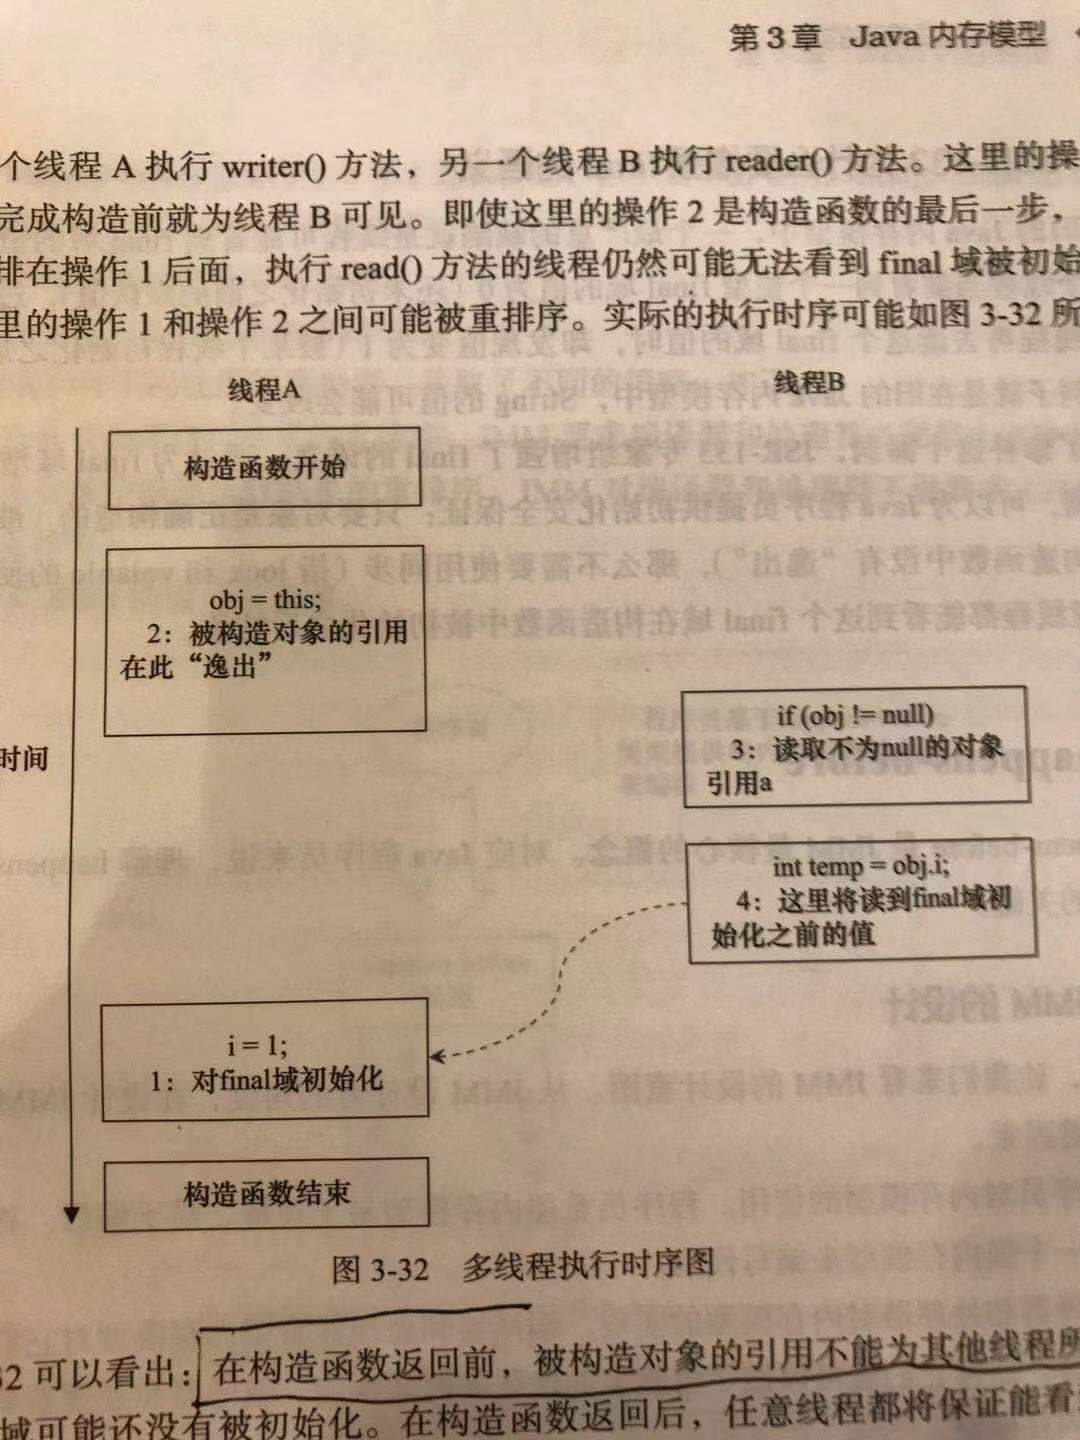 第 3 章 Java 内存模型
个线程 A 执行 writer() 方法，另一个线程 B 执行 reader() 方法。这里的操
完成构造前就为线程 B 可见。即使这里的操作 2 是构造函数的最后一步，
排在操作 1 后面，执行 read() 方法的线程仍然可能无法看到 final 域被初始
里的操作 1 和操作 2 之间可能被重排序。实际的执行时序可能如图 3-32 所
线程A
线程B
构造函数开始
obj = this;
2：被构造对象的引用
在此“逸出”
if (obj != null)
3：读取不为null的对象
引用a
时间
int temp = obj.i;
4：这里将读到final域初
始化之前的值
i = 1;
1：对final域初始化
构造函数结束
图 3-32 多线程执行时序图
32 可以看出：在构造函数返回前，被构造对象的引用不能为其他线程所
域可能还没有被初始化。在构造函数返回后，任意线程都将保证能看